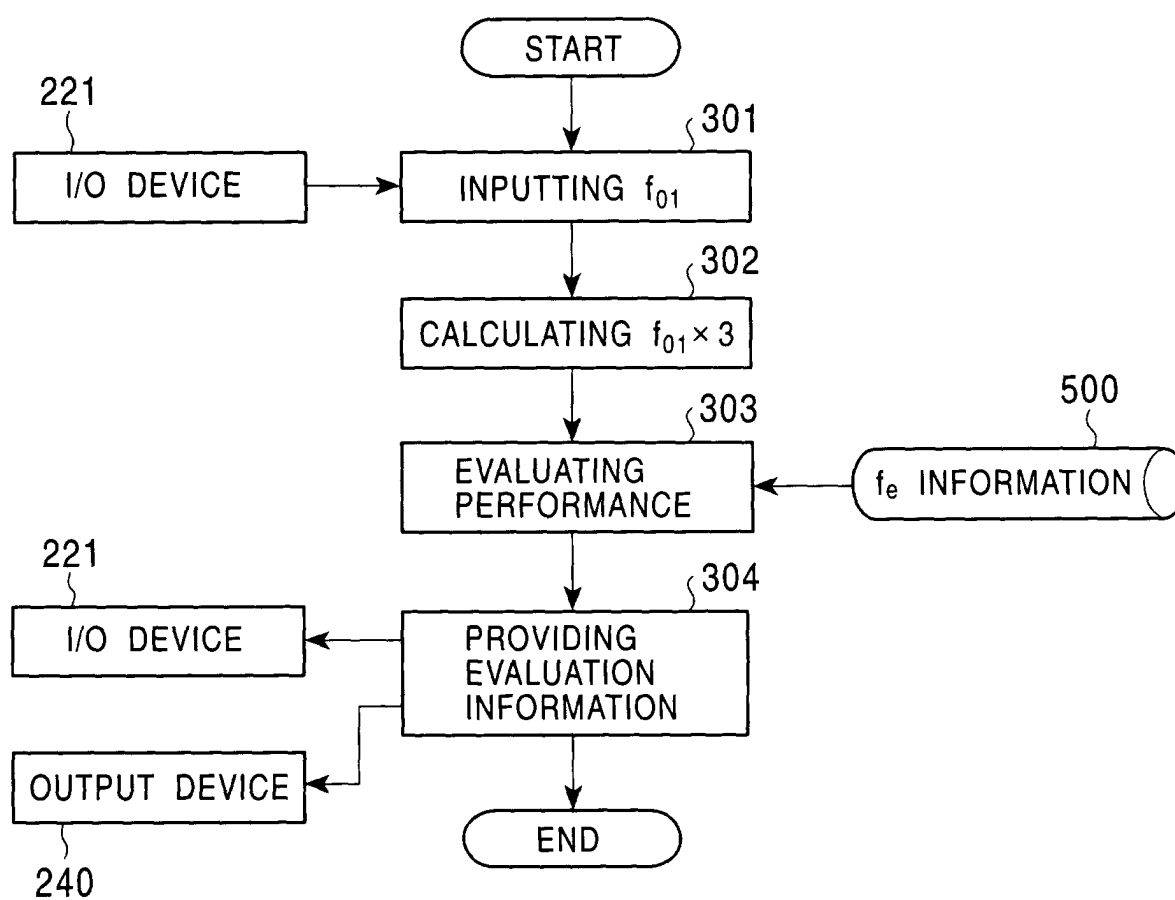 START
221
301
I/O DEVICE
INPUTTING f01
302
CALCULATING f01 × 3
303
500
EVALUATING
PERFORMANCE
fe INFORMATION
221
304
I/O DEVICE
PROVIDING
EVALUATION
INFORMATION
OUTPUT DEVICE
240
END